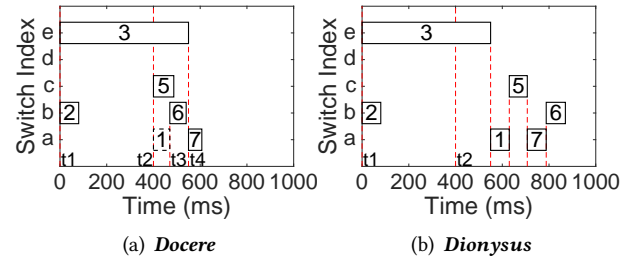 Switch Index
e
d
c
b
a
3
5
2
6
1
7
t1
t2
t3
t4
0
200
400
600
800
1000
Time (ms)
(a) Docere
Switch Index
e
d
c
b
a
3
5
2
6
1
7
t1
t2
0
200
400
600
800
1000
Time (ms)
(b) Dionysus